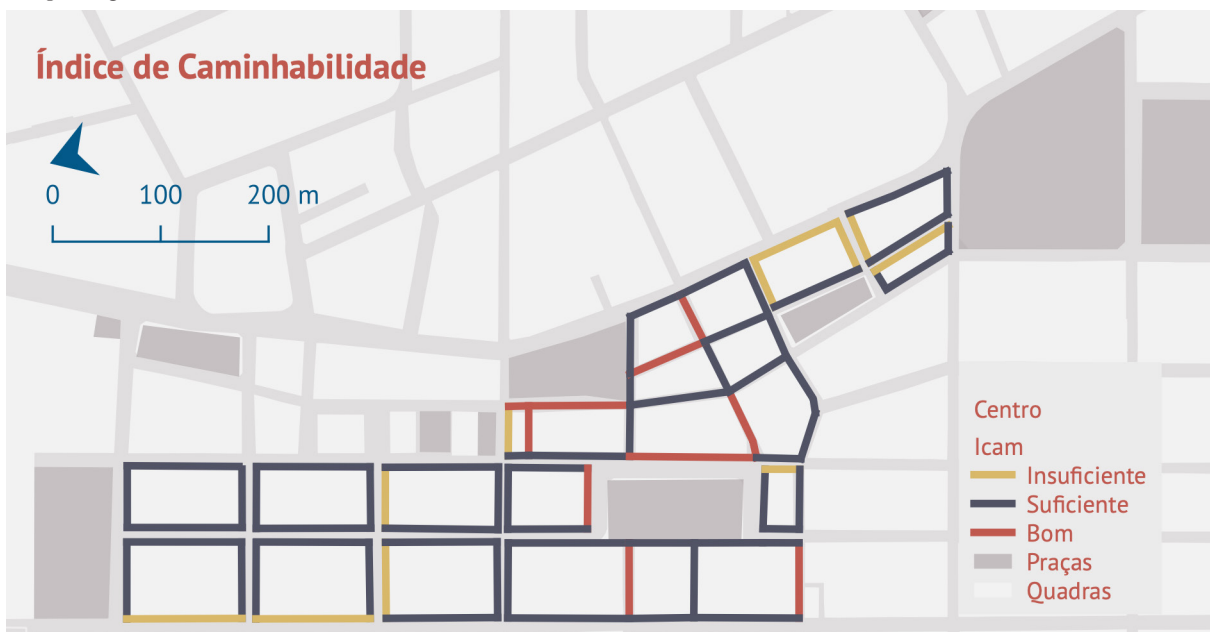 Índice de Caminhabilidade
0 100 200 m
Centro
Icam
Insuficiente
Suficiente
Bom
Praças
Quadras